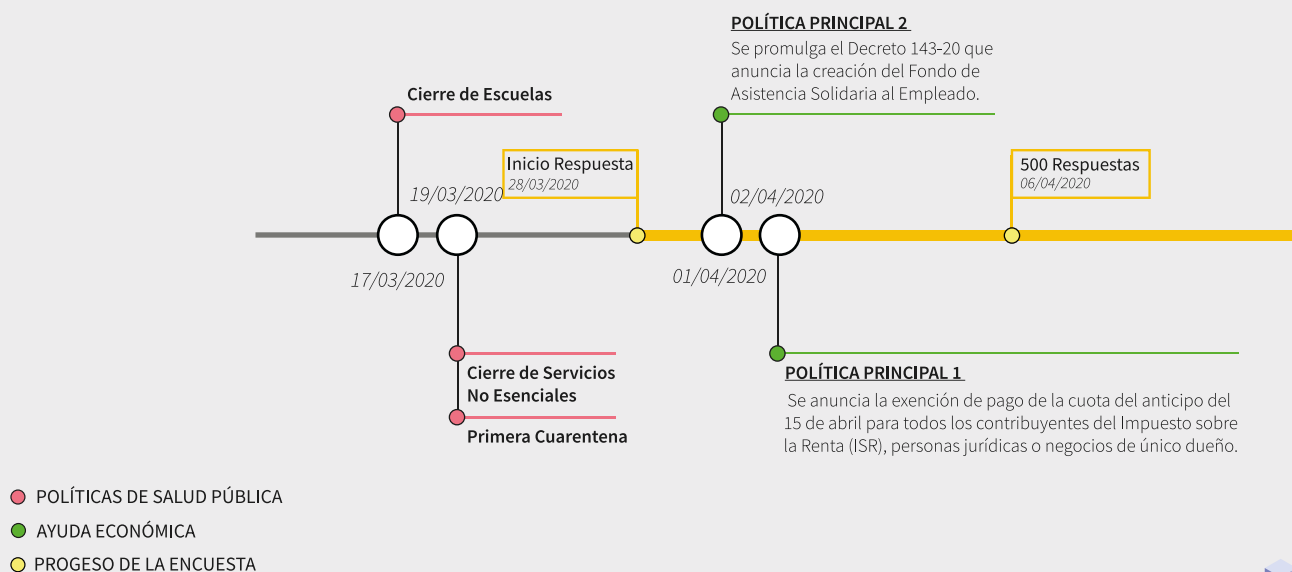 POLÍTICA PRINCIPAL 2
Se promulga el Decreto 143-20 que
anuncia la creación del Fondo de
Asistencia Solidaria al Empleado.
Cierre de Escuelas
Inicio Respuesta
28/03/2020
500 Respuestas
06/04/2020
19/03/2020
02/04/2020
17/03/2020
01/04/2020
Cierre de Servicios
No Esenciales
Primera Cuarentena
POLÍTICA PRINCIPAL 1
Se anuncia la exención de pago de la cuota del anticipo del
15 de abril para todos los contribuyentes del Impuesto sobre
la Renta (ISR), personas jurídicas o negocios de único dueño.
POLÍTICAS DE SALUD PÚBLICA
AYUDA ECONÓMICA
PROGESO DE LA ENCUESTA